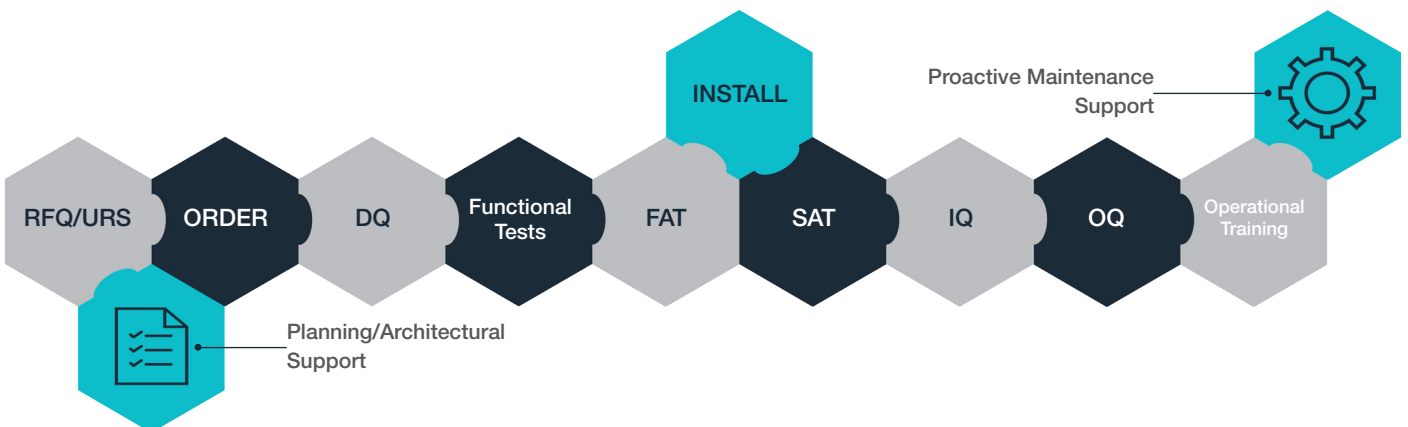 INSTALL
Proactive Maintenance
Support
RFQ/URS
ORDER
DQ
Functional
Tests
FAT
SAT
IQ
OQ
Operational
Training
Planning/Architectural
Support